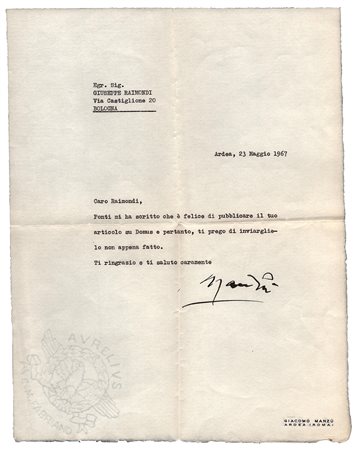 Egr. Sig.
GIUSEPPE RAIMONDI
Via Castiglione 20
BOLOGNA
Ardea, 23 Maggio 1967
Caro Raimondi,
Ponti mi ha scritto che è felice di pubblicare il tuo
articolo su Domus e pertanto, ti prego di inviarglie-
lo non appena fatto.
Ti ringrazio e ti saluto caramente
Manzù
AVRELIVS
GIACOMO MANZÙ
ARDEA (ROMA)